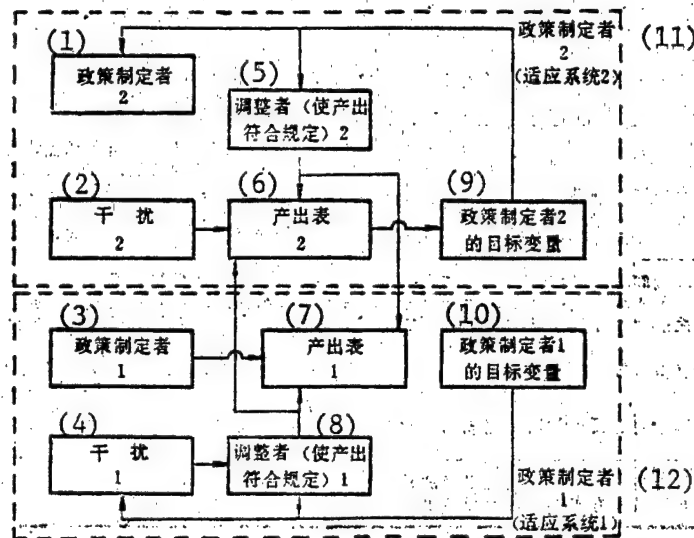 (1)
政策制定者
2
(5)
调整者（使产出
符合规定）2
政策制定者
2
(适应系统2)
(11)
(2)
干 扰
2
(6)
产出表
2
(9)
政策制定者2
的目标变量
(3)
政策制定者
1
(7)
产出表
1
(10)
政策制定者1
的目标变量
(4)
干 扰
1
(8)
调整者（使产出
符合规定）1
政策制定者
1
(适应系统1)
(12)